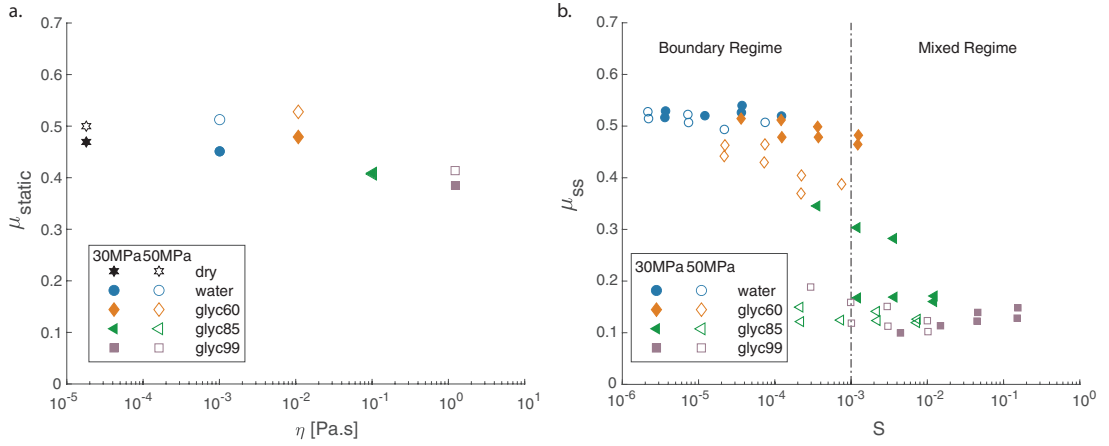 a.
0.7
0.6
0.5
0.4
0.3
0.2
0.1
0
μstatic
30MPa 50MPa
dry
water
glyc60
glyc85
glyc99
10⁻⁵ 10⁻⁴ 10⁻³ 10⁻² 10⁻¹ 10⁰ 10¹
η [Pa.s]
b.
0.7
0.6
0.5
0.4
0.3
0.2
0.1
0
μss
Boundary Regime Mixed Regime
30MPa 50MPa
water
glyc60
glyc85
glyc99
10⁻⁶ 10⁻⁵ 10⁻⁴ 10⁻³ 10⁻² 10⁻¹ 10⁰
S